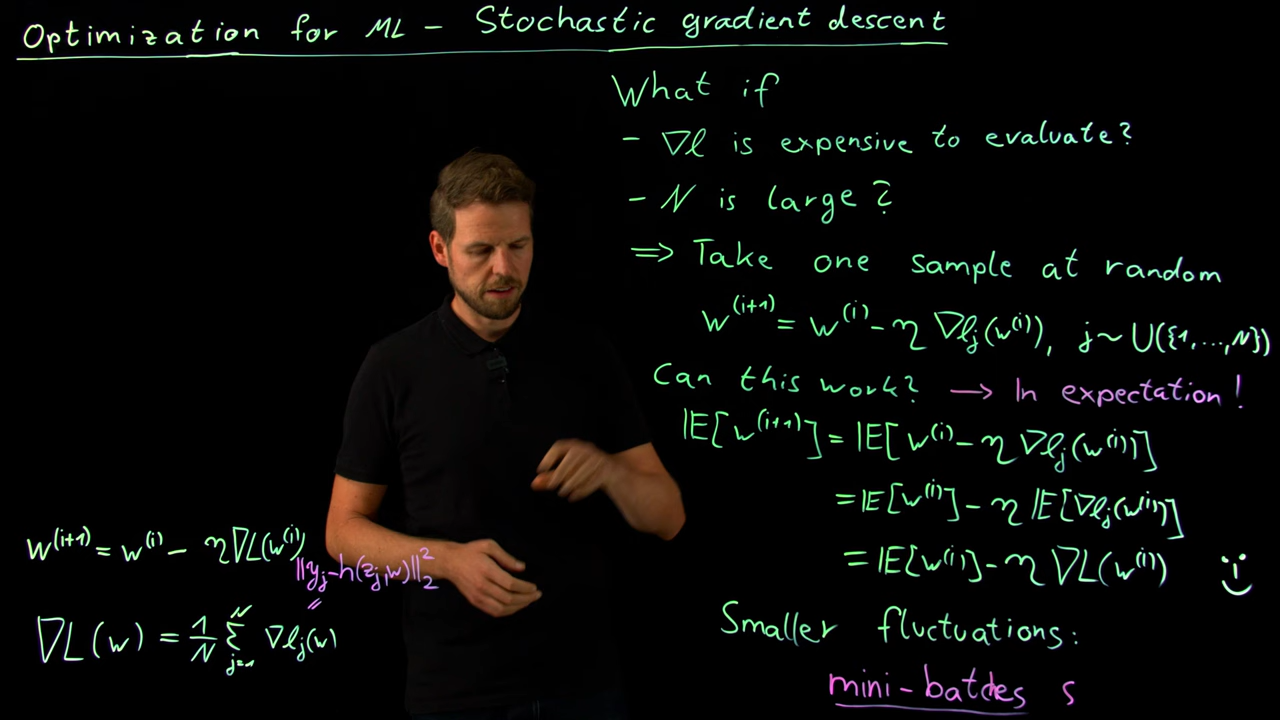 Optimization for ML – Stochastic gradient descent
What if
- ∇ℓ is expensive to evaluate?
- N is large?
⇒ Take one sample at random
w^(i+1) = w^(i) - η ∇ℓ_j(w^(i)), j ~ U({1,...,N})
Can this work? → In expectation!
𝔼[w^(i+1)] = 𝔼[w^(i) - η ∇ℓ_j(w^(i))]
= 𝔼[w^(i)] - η 𝔼[∇ℓ_j(w^(i))]
= 𝔼[w^(i)] - η ∇L(w^(i))
Smaller fluctuations:
mini-batches S
w^(i+1) = w^(i) - η∇L(w^(i))
||y_j - h(z_j,w)||_2^2
=
∇L(w) = 1/N Σ_{j=1}^N ∇ℓ_j(w)